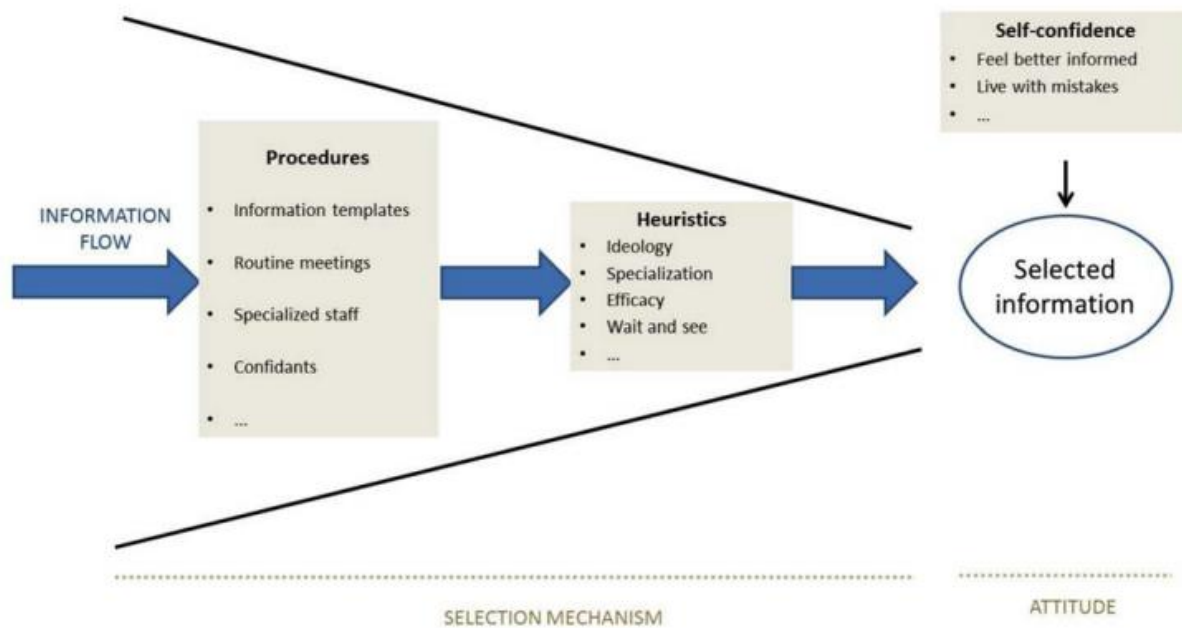 INFORMATION
FLOW
Procedures
• Information templates
• Routine meetings
• Specialized staff
• Confidants
• ...
Heuristics
• Ideology
• Specialization
• Efficacy
• Wait and see
• ...
Self-confidence
• Feel better informed
• Live with mistakes
• ...
Selected
information
SELECTION MECHANISM
ATTITUDE